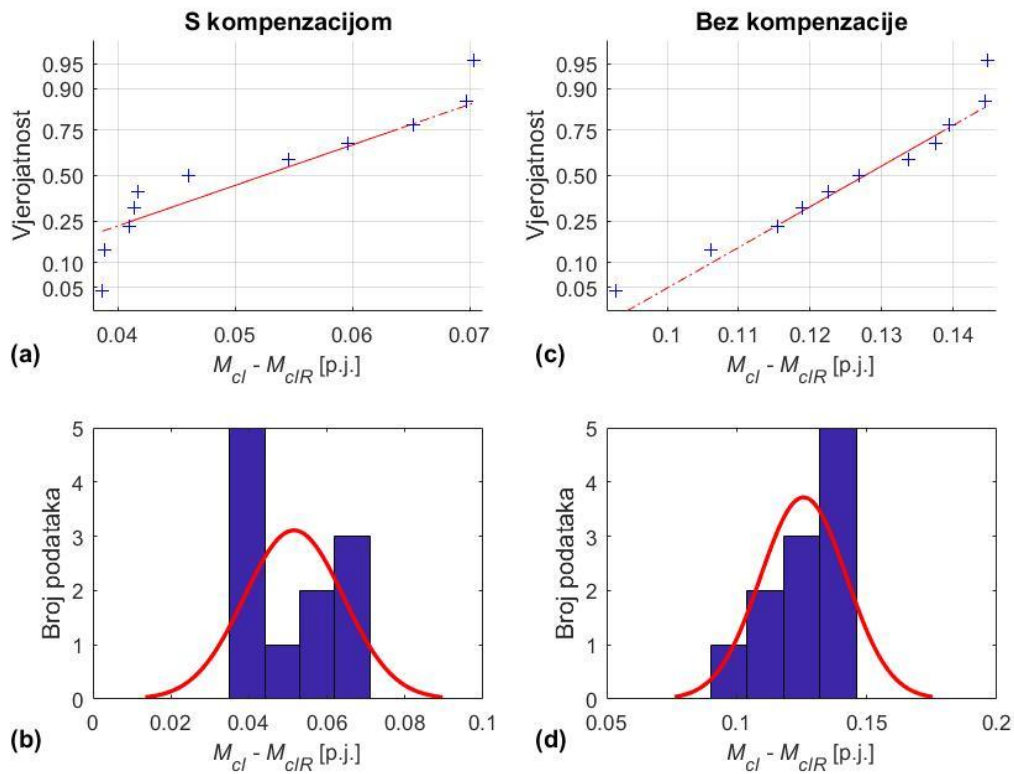 S kompenzacijom
Vjerojatnost
0.95
0.90
0.75
0.50
0.25
0.10
0.05
0.04 0.05 0.06 0.07
(a)
M_cl - M_clR [p.j.]
Bez kompenzacije
Vjerojatnost
0.95
0.90
0.75
0.50
0.25
0.10
0.05
0.1 0.11 0.12 0.13 0.14
(c)
M_cl - M_clR [p.j.]
Broj podataka
5
4
3
2
1
0
0 0.02 0.04 0.06 0.08 0.1
(b)
M_cl - M_clR [p.j.]
Broj podataka
5
4
3
2
1
0
0.05 0.1 0.15 0.2
(d)
M_cl - M_clR [p.j.]